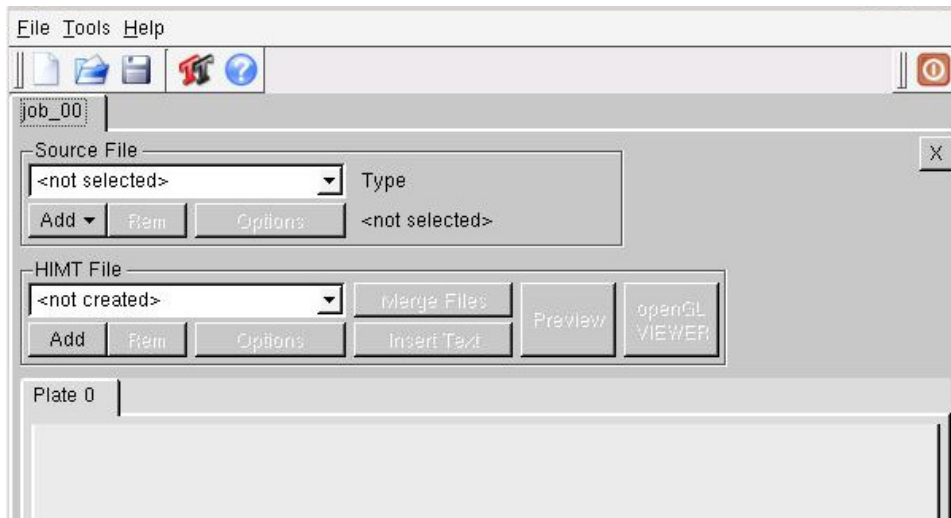 File Tools Help
job_00
X
Source File
<not selected>
Type
Add Rem Options <not selected>
HIMT File
<not created>
Merge Files
Preview
openGL
VIEWER
Add Rem Options Insert Text
Plate 0